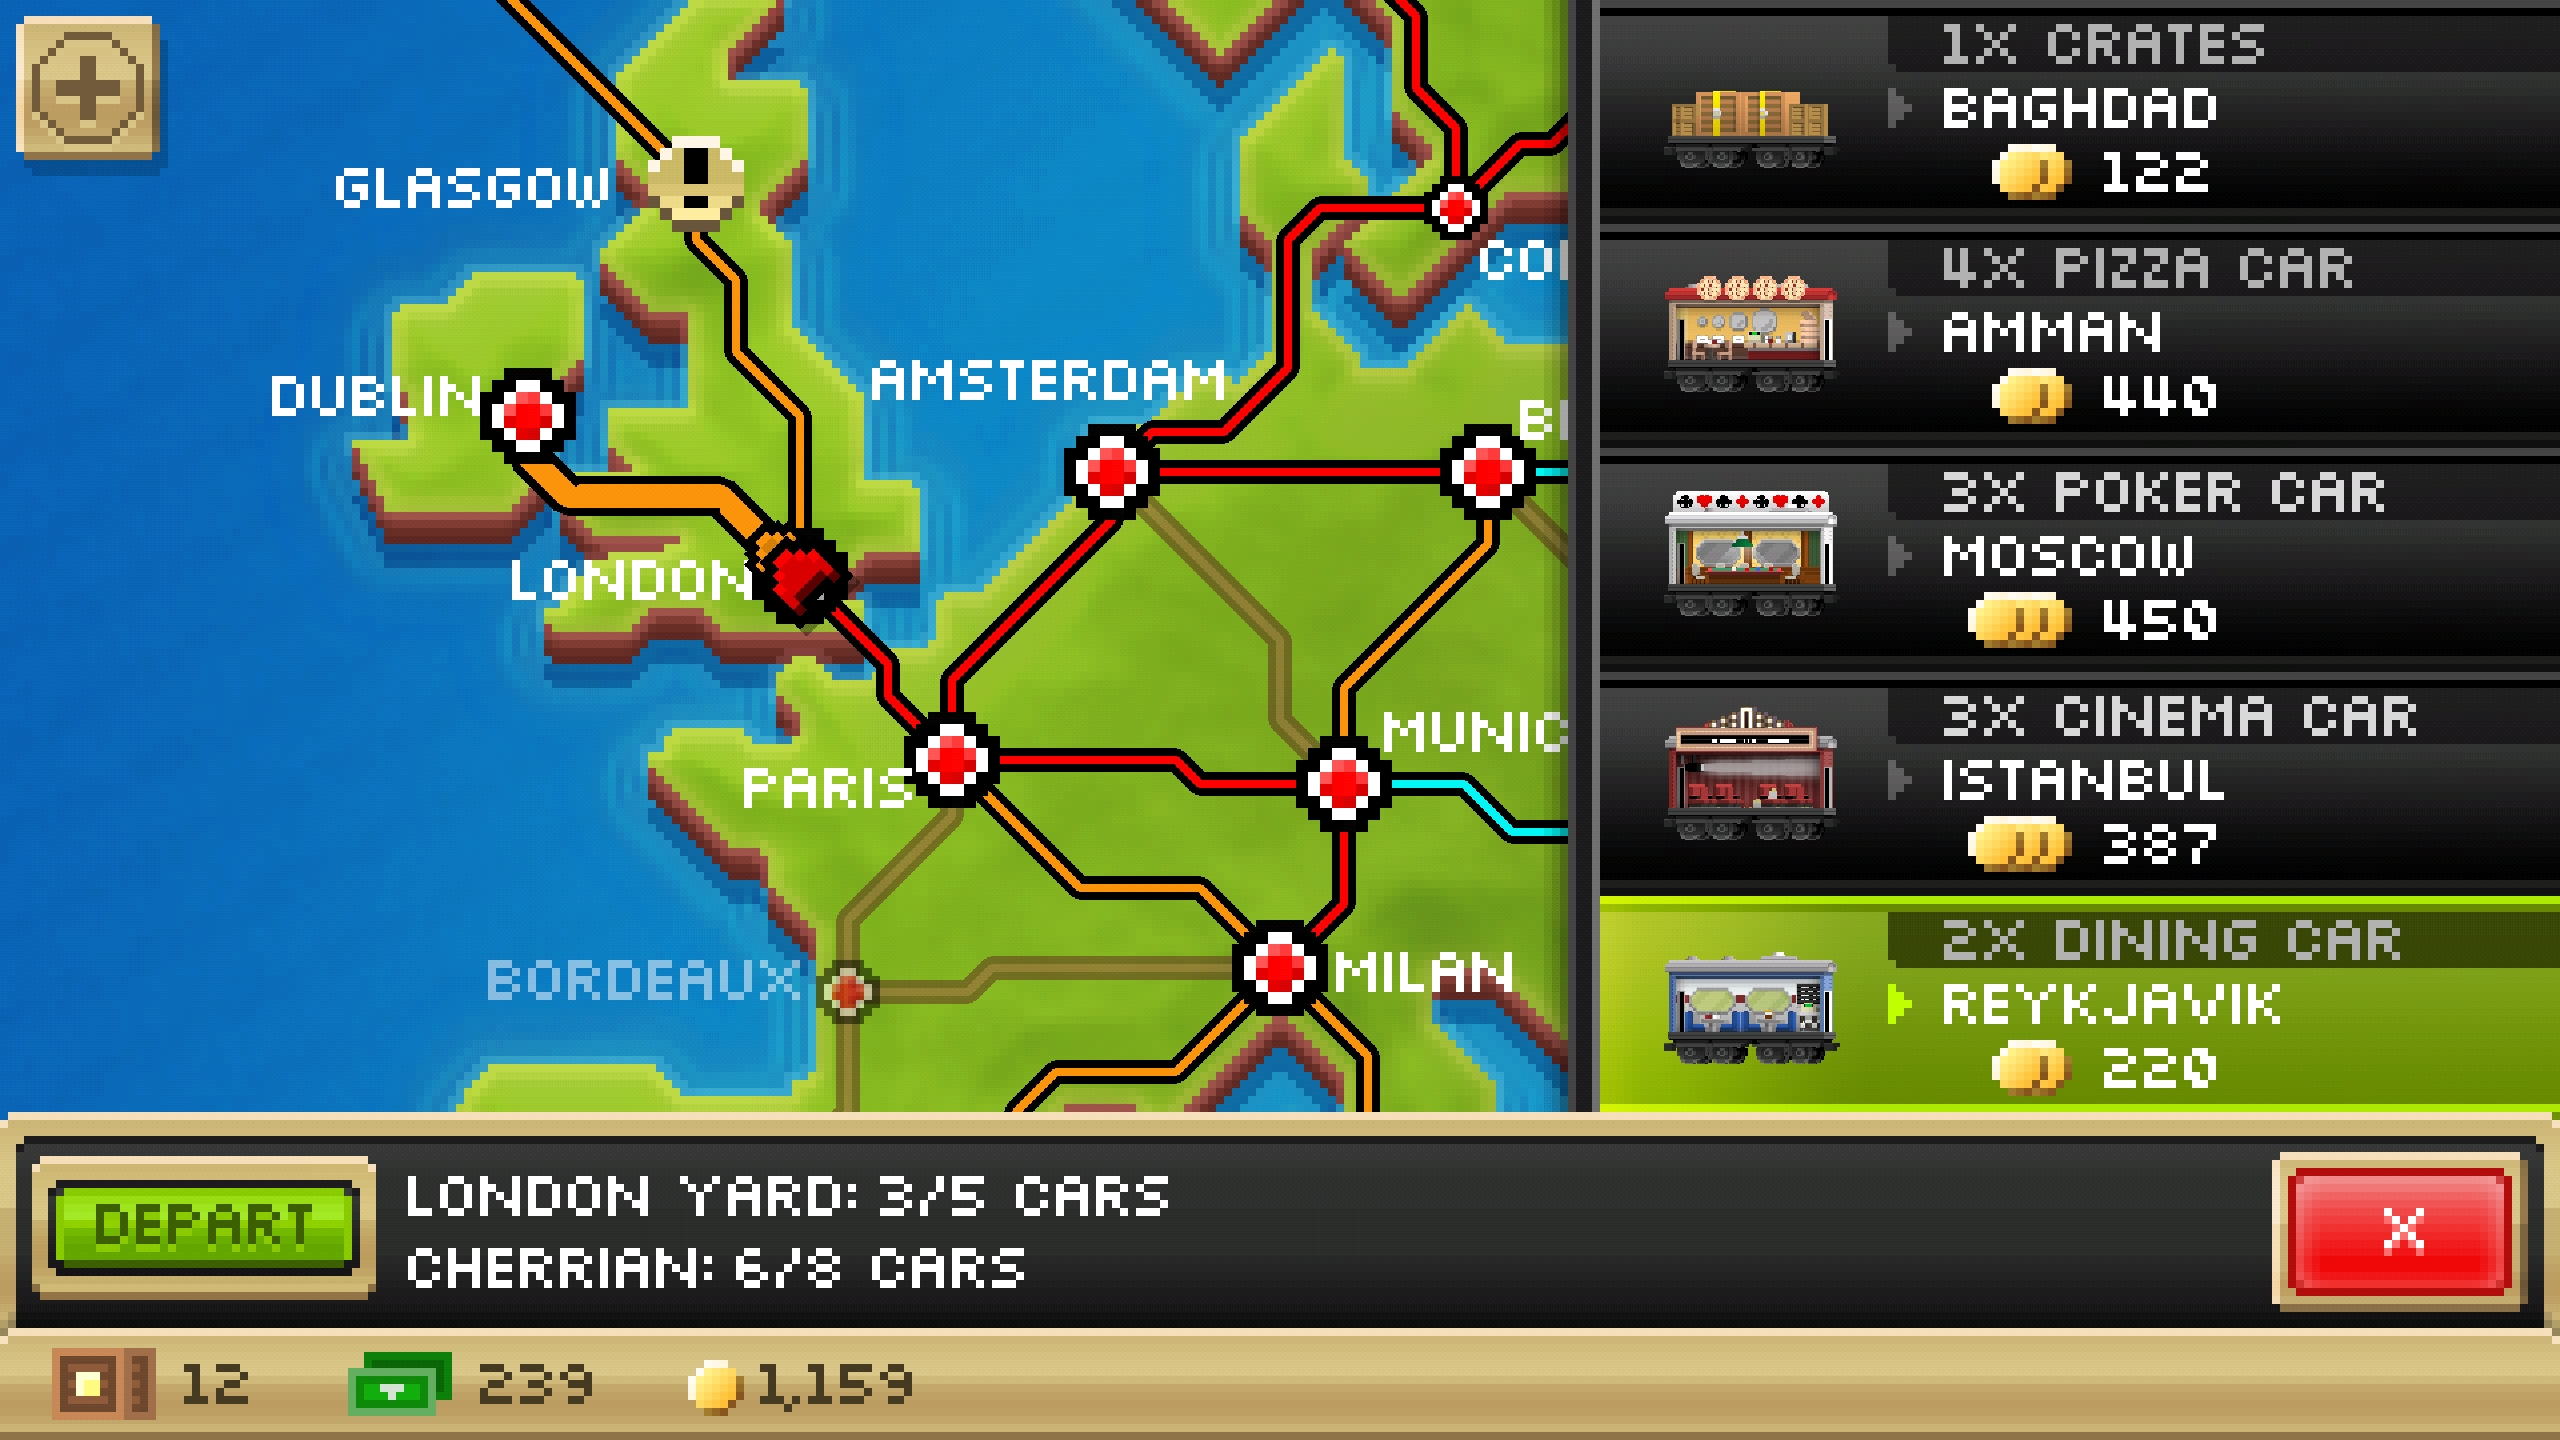 GLASGOW
DUBLIN
AMSTERDAM
LONDON
PARIS
MILAN
BORDEAUX
1X CRATES
BAGHDAD
122
4X PIZZA CAR
AMMAN
440
3X POKER CAR
MOSCOW
450
3X CINEMA CAR
ISTANBUL
387
2X DINING CAR
REYKJAVIK
220
DEPART
LONDON YARD: 3/5 CARS
CHERRIAN: 6/8 CARS
X
12
239
1,159